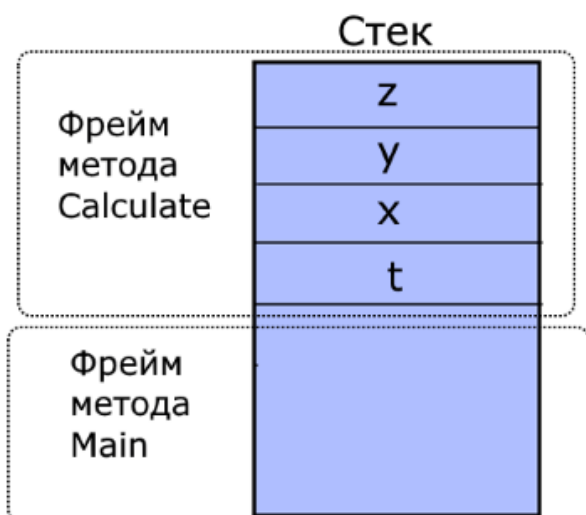 Стек
Фрейм
метода
Calculate
z
y
x
t
Фрейм
метода
Main